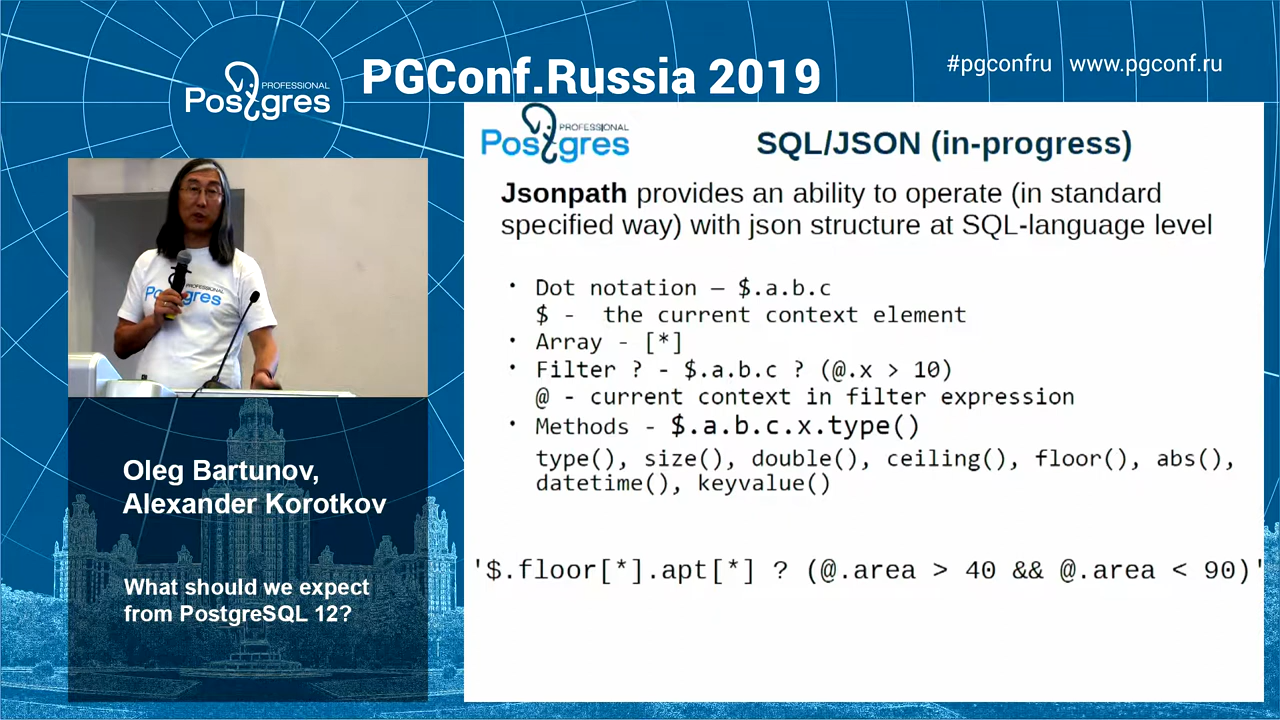 PROFESSIONAL
Postgres
PGConf.Russia 2019
#pgconfru www.pgconf.ru
PROFESSIONAL
Postgres
SQL/JSON (in-progress)
Jsonpath provides an ability to operate (in standard
specified way) with json structure at SQL-language level
• Dot notation – $.a.b.c
$ - the current context element
• Array - [*]
• Filter ? - $.a.b.c ? (@.x > 10)
@ - current context in filter expression
• Methods - $.a.b.c.x.type()
type(), size(), double(), ceiling(), floor(), abs(),
datetime(), keyvalue()
'$.floor[*].apt[*] ? (@.area > 40 && @.area < 90)'
Postgres
Oleg Bartunov,
Alexander Korotkov
What should we expect
from PostgreSQL 12?